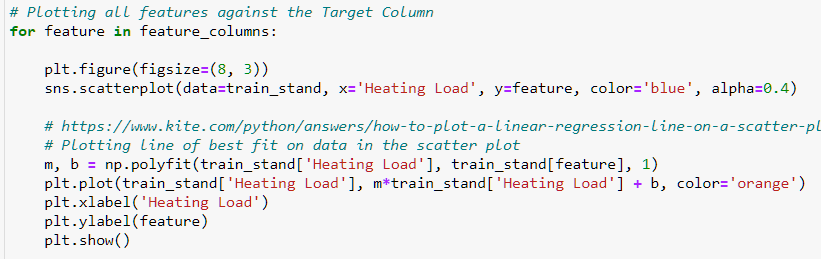 # Plotting all features against the Target Column
for feature in feature_columns:
    plt.figure(figsize=(8, 3))
    sns.scatterplot(data=train_stand, x='Heating Load', y=feature, color='blue', alpha=0.4)
    # https://www.kite.com/python/answers/how-to-plot-a-linear-regression-line-on-a-scatter-pl
    # Plotting line of best fit on data in the scatter plot
    m, b = np.polyfit(train_stand['Heating Load'], train_stand[feature], 1)
    plt.plot(train_stand['Heating Load'], m*train_stand['Heating Load'] + b, color='orange')
    plt.xlabel('Heating Load')
    plt.ylabel(feature)
    plt.show()